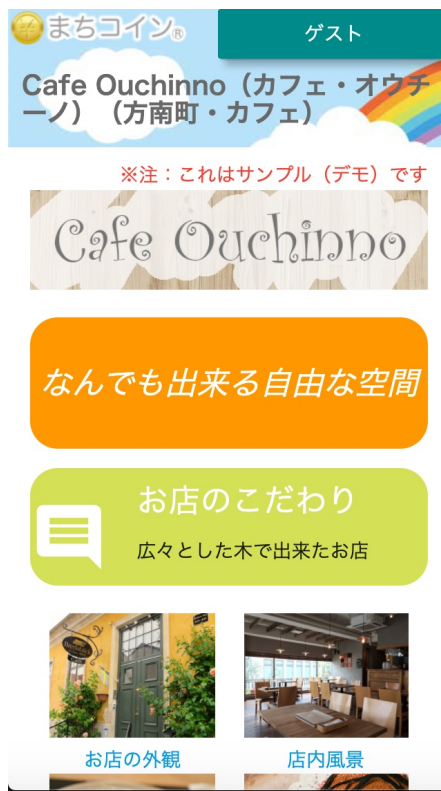 まちコイン®
ゲスト
Cafe Ouchinno（カフェ・オウチ
ーノ）（方南町・カフェ）
※注：これはサンプル（デモ）です
Cafe Ouchinno
なんでも出来る自由な空間
お店のこだわり
広々とした木で出来たお店
お店の外観
店内風景